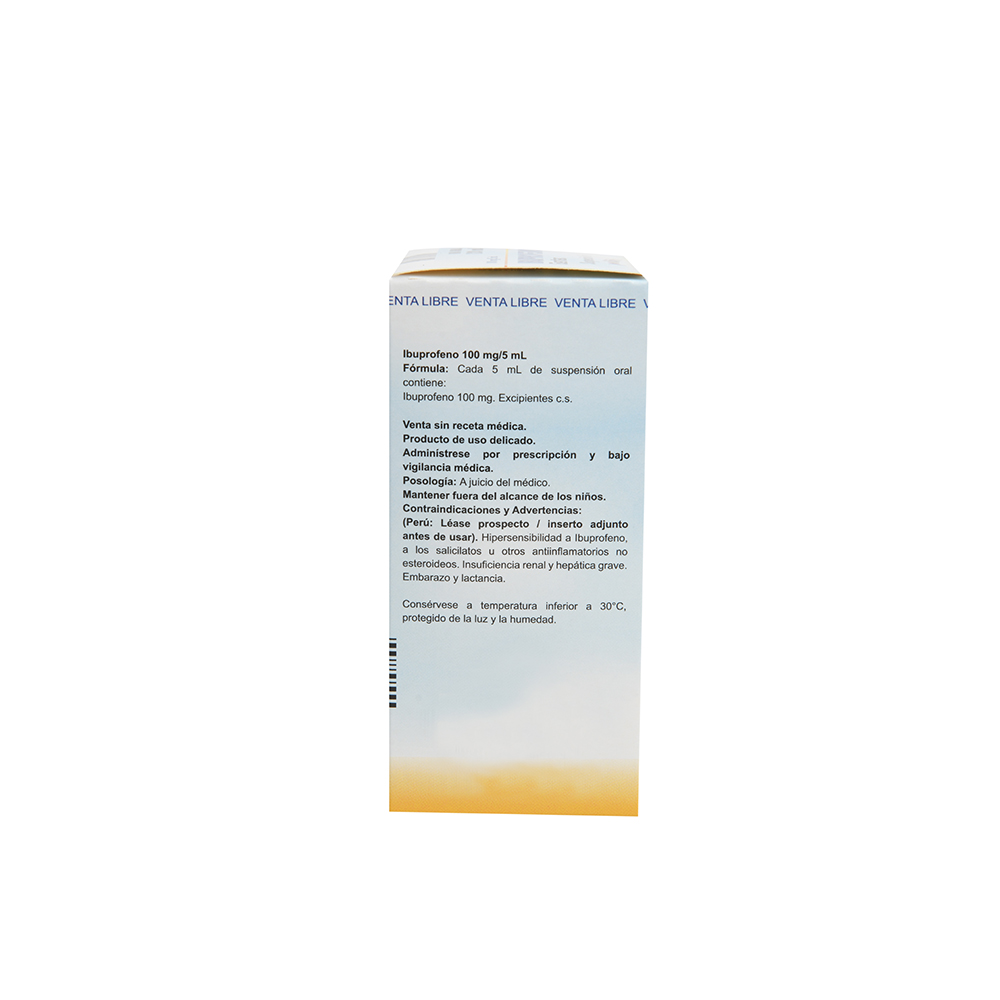 ENTA LIBRE VENTA LIBRE VENTA LIBRE V
Ibuprofeno 100 mg/5 mL
Fórmula: Cada 5 mL de suspensión oral
contiene:
Ibuprofeno 100 mg. Excipientes c.s.
Venta sin receta médica.
Producto de uso delicado.
Adminístrese por prescripción y bajo
vigilancia médica.
Posología: A juicio del médico.
Mantener fuera del alcance de los niños.
Contraindicaciones y Advertencias:
(Perú: Léase prospecto / inserto adjunto
antes de usar). Hipersensibilidad a Ibuprofeno,
a los salicilatos u otros antiinflamatorios no
esteroideos. Insuficiencia renal y hepática grave.
Embarazo y lactancia.
Consérvese a temperatura inferior a 30°C,
protegido de la luz y la humedad.